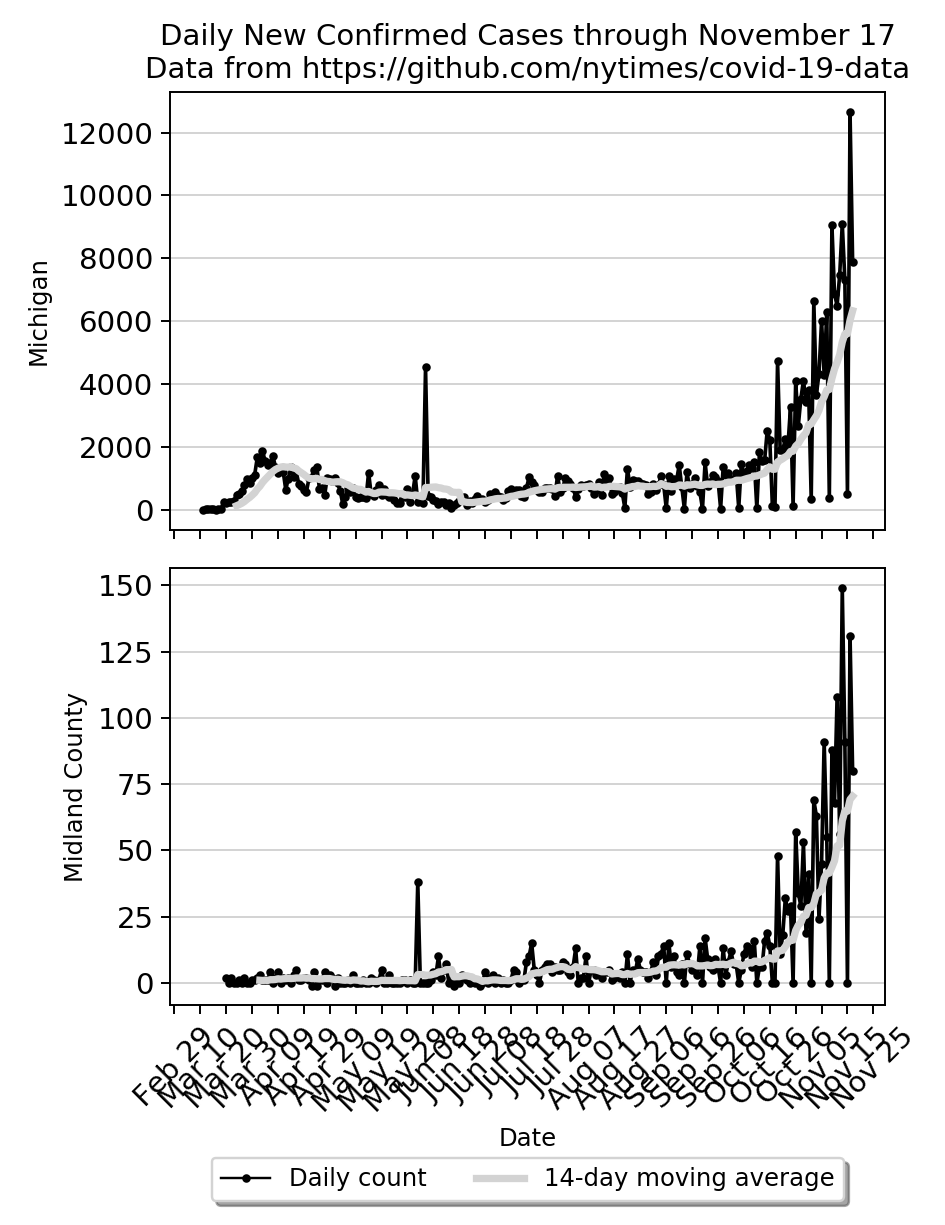 Daily New Confirmed Cases through November 17
Data from https://github.com/nytimes/covid-19-data
Michigan
12000
10000
8000
6000
4000
2000
0
Midland County
150
125
100
75
50
25
0
Feb 29
Mar 10
Mar 20
Mar 30
Apr 09
Apr 19
Apr 29
May 09
May 19
May 29
Jun 08
Jun 18
Jun 28
Jul 08
Jul 18
Jul 28
Aug 07
Aug 17
Aug 27
Sep 06
Sep 16
Sep 26
Oct 06
Oct 16
Oct 26
Nov 05
Nov 15
Nov 25
Date
Daily count
14-day moving average